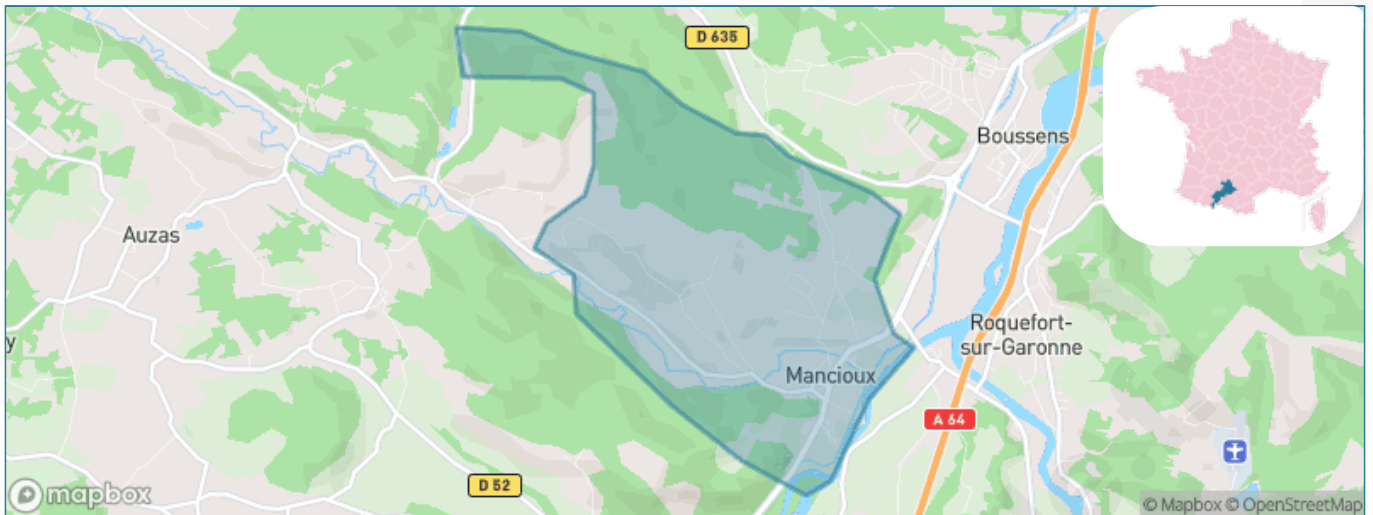 D 635
Boussens
Auzas
y
Roquefort-
sur-Garonne
Mancioux
A 64
D 52
mapbox
© Mapbox © OpenStreetMap